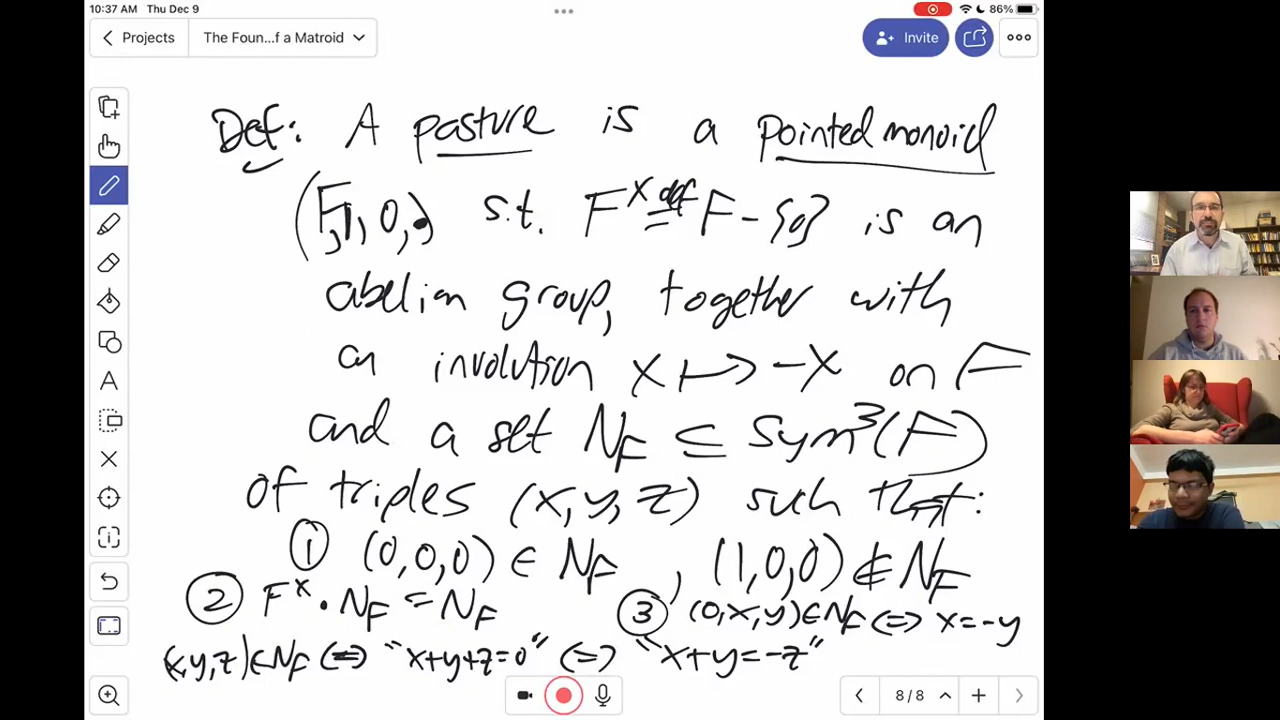 10:37 AM Thu Dec 9
86%
Projects
The Foun...f a Matroid
Invite
Def: A pasture is a pointed monoid
(F, 1, 0, •) s.t. F^× def= F - {0} is an
abelian group, together with
an involution x ↦ -x on F
and a set N_F ⊆ Sym³(F)
of triples (x, y, z) such that:
① (0,0,0) ∈ N_F , (1,0,0) ∉ N_F
② F^× • N_F = N_F ③ (0,x,y) ∈ N_F ⟺ x = -y
(x,y,z) ∈ N_F ⟺ "x+y+z=0" ⟺ "x+y=-z"
A
8/8